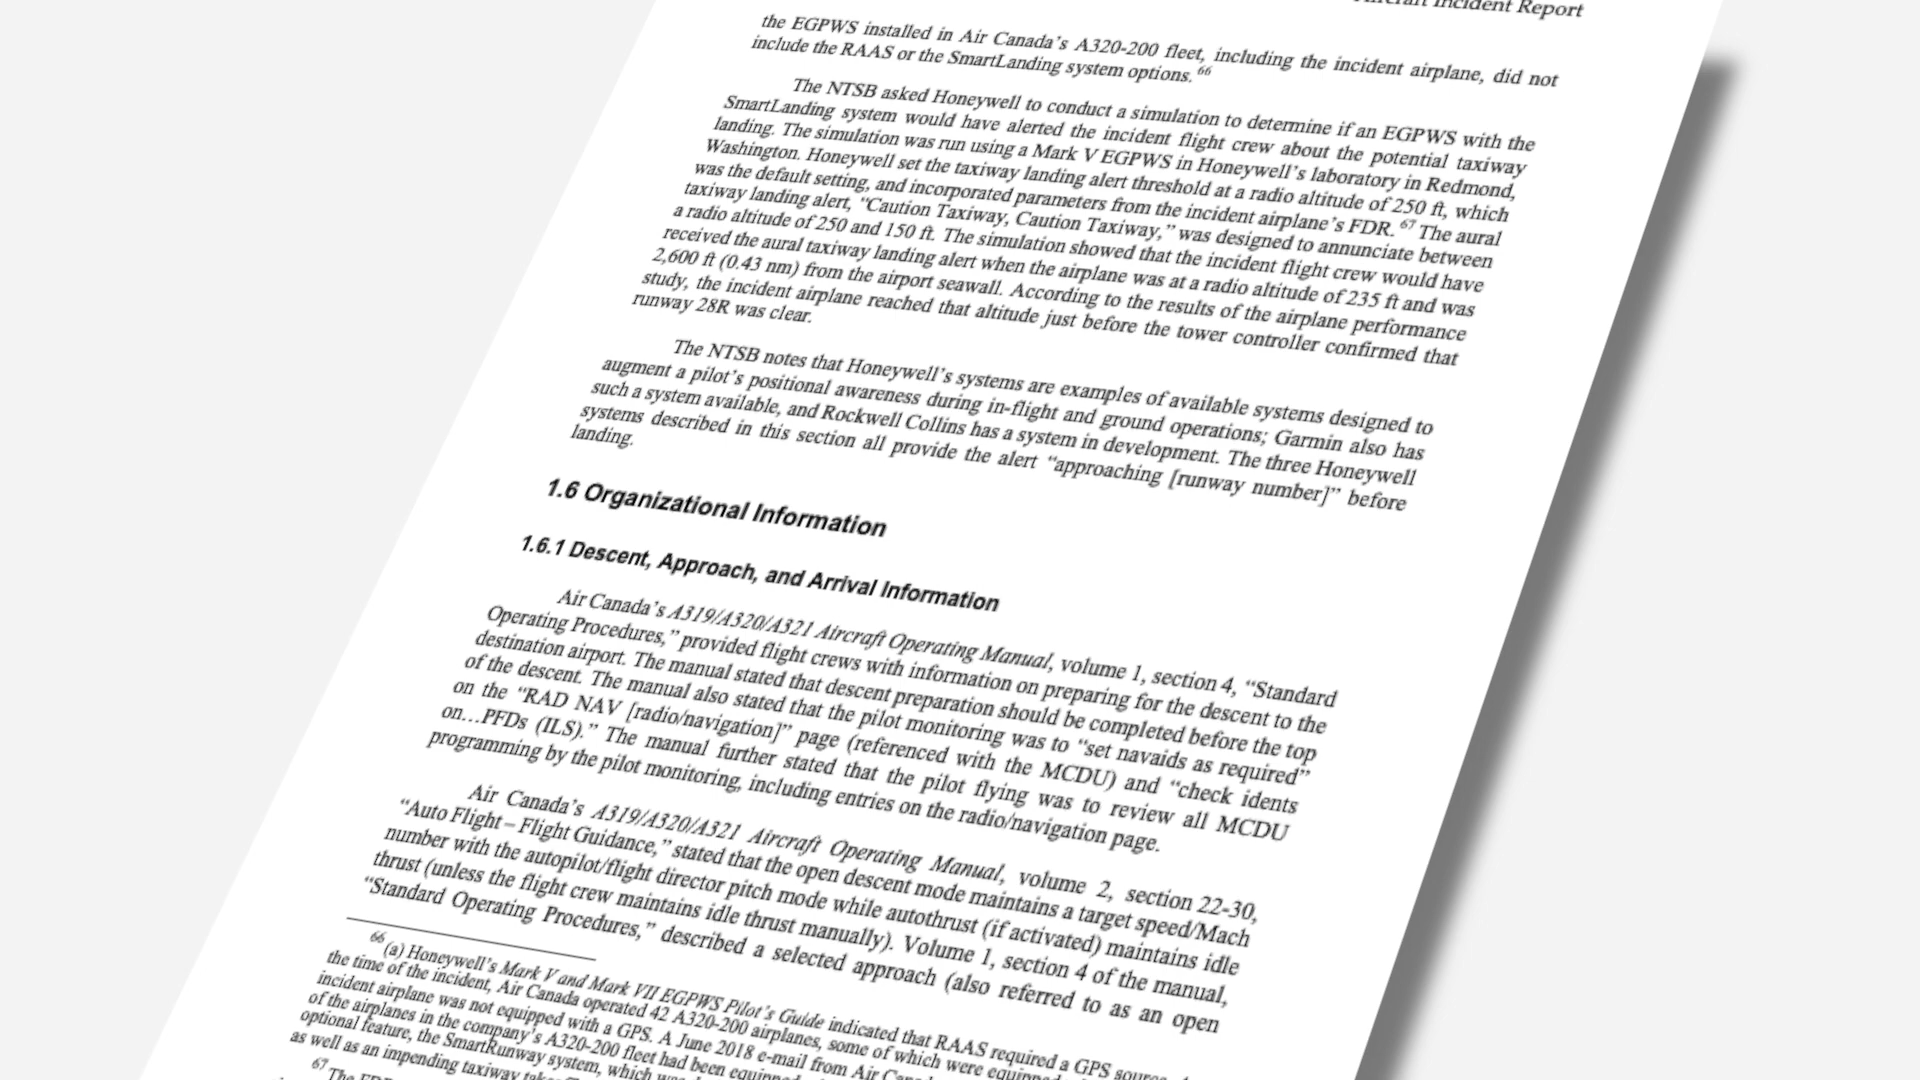 Aircraft Incident Report
the EGPWS installed in Air Canada's A320-200 fleet, including the incident airplane, did not
include the RAAS or the SmartLanding system options. 66
The NTSB asked Honeywell to conduct a simulation to determine if an EGPWS with the
SmartLanding system would have alerted the incident flight crew about the potential taxiway
landing. The simulation was run using a Mark V EGPWS in Honeywell's laboratory in Redmond,
Washington. Honeywell set the taxiway landing alert threshold at a radio altitude of 250 ft, which
was the default setting, and incorporated parameters from the incident airplane's FDR. 67 The aural
taxiway landing alert, "Caution Taxiway, Caution Taxiway," was designed to annunciate between
a radio altitude of 250 and 150 ft. The simulation showed that the incident flight crew would have
received the aural taxiway landing alert when the airplane was at a radio altitude of 235 ft and was
2,600 ft (0.43 nm) from the airport seawall. According to the results of the airplane performance
study, the incident airplane reached that altitude just before the tower controller confirmed that
runway 28R was clear.
The NTSB notes that Honeywell's systems are examples of available systems designed to
augment a pilot's positional awareness during in-flight and ground operations; Garmin also has
such a system available, and Rockwell Collins has a system in development. The three Honeywell
systems described in this section all provide the alert "approaching [runway number]" before
landing.
1.6 Organizational Information
1.6.1 Descent, Approach, and Arrival Information
Air Canada's A319/A320/A321 Aircraft Operating Manual, volume 1, section 4, "Standard
Operating Procedures," provided flight crews with information on preparing for the descent to the
destination airport. The manual stated that descent preparation should be completed before the top
of the descent. The manual also stated that the pilot monitoring was to "set navaids as required"
on the "RAD NAV [radio/navigation]" page (referenced with the MCDU) and "check idents
on…PFDs (ILS)." The manual further stated that the pilot flying was to review all MCDU
programming by the pilot monitoring, including entries on the radio/navigation page.
Air Canada's A319/A320/A321 Aircraft Operating Manual, volume 2, section 22-30,
"Auto Flight – Flight Guidance," stated that the open descent mode maintains a target speed/Mach
number with the autopilot/flight director pitch mode while autothrust (if activated) maintains idle
thrust (unless the flight crew maintains idle thrust manually). Volume 1, section 4 of the manual,
"Standard Operating Procedures," described a selected approach (also referred to as an open
66 (a) Honeywell's Mark V and Mark VII EGPWS Pilot's Guide indicated that RAAS required a GPS source.
the time of the incident, Air Canada operated 42 A320-200 airplanes, some of which were
incident airplane was not equipped with a GPS. A June 2018 e-mail from Air
of the airplanes in the company's A320-200 fleet had been equipped
optional feature, the SmartRunway system, which
as well as an impending taxiway
67 The